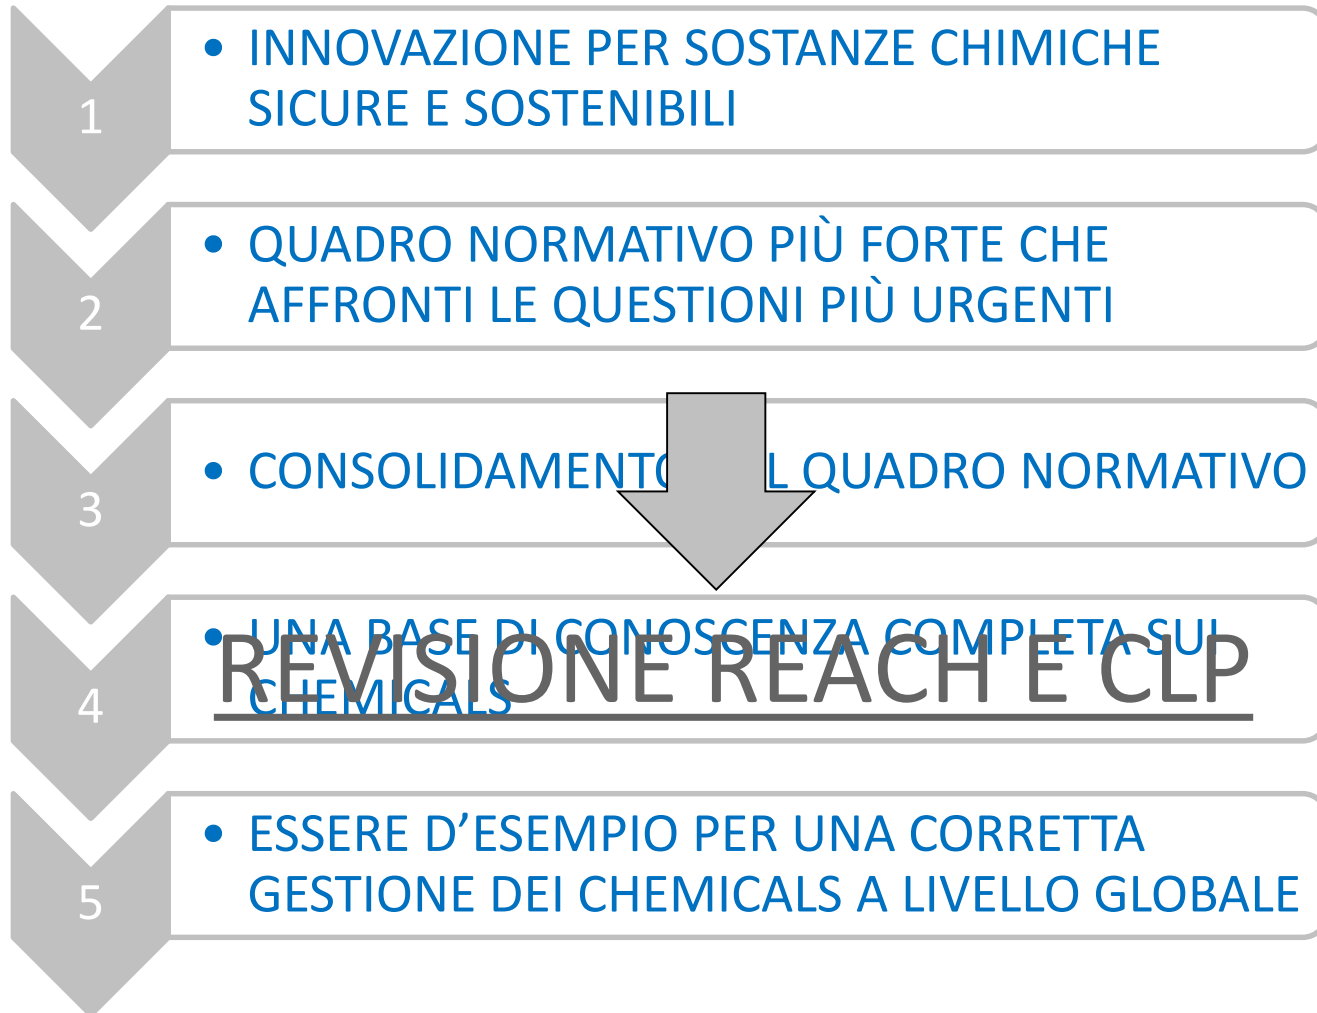 1
• INNOVAZIONE PER SOSTANZE CHIMICHE
SICURE E SOSTENIBILI
2
• QUADRO NORMATIVO PIÙ FORTE CHE
AFFRONTI LE QUESTIONI PIÙ URGENTI
3
• CONSOLIDAMENTO QUADRO NORMATIVO
4
• UNA BASE DI CONOSCENZA COMPLETA SUI
CHEMICALS
REVISIONE REACH E CLP
5
• ESSERE D’ESEMPIO PER UNA CORRETTA
GESTIONE DEI CHEMICALS A LIVELLO GLOBALE